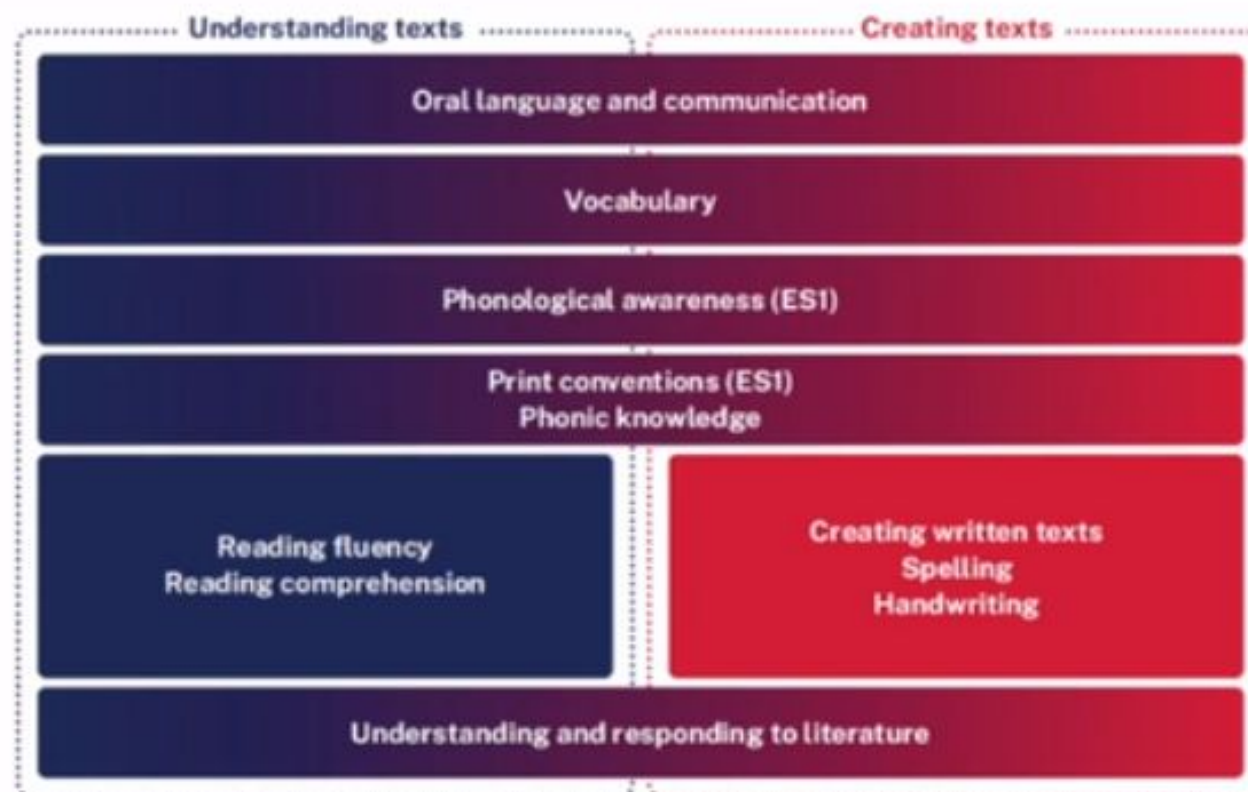 Understanding texts
Creating texts
Oral language and communication
Vocabulary
Phonological awareness (ES1)
Print conventions (ES1)
Phonic knowledge
Reading fluency
Reading comprehension
Creating written texts
Spelling
Handwriting
Understanding and responding to literature